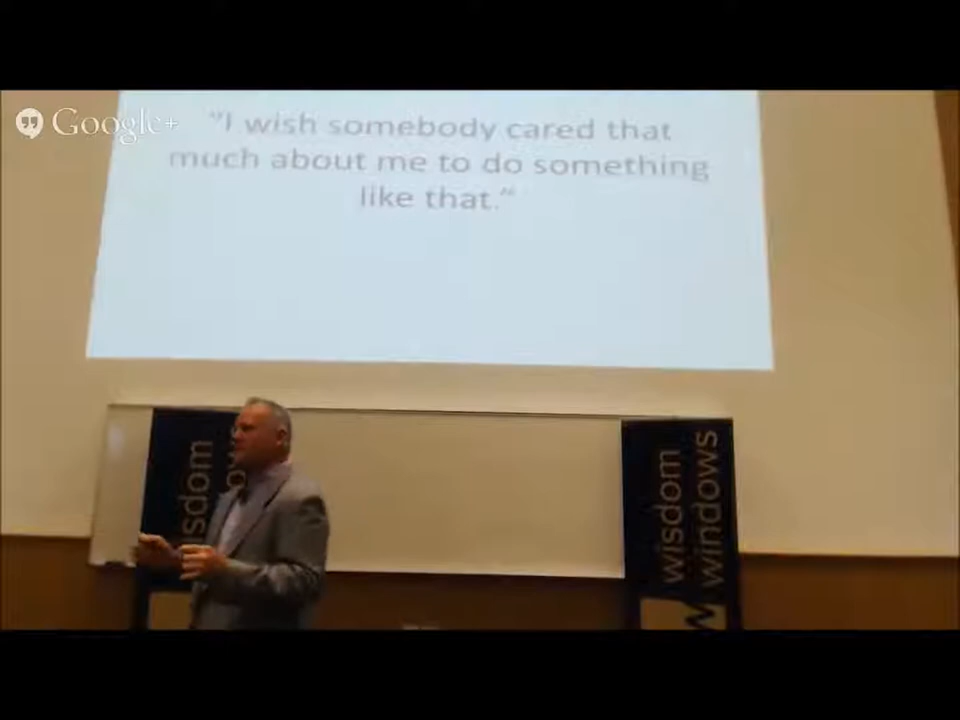 Google+
"I wish somebody cared that
much about me to do something
like that."
wisdom
wisdom
windows